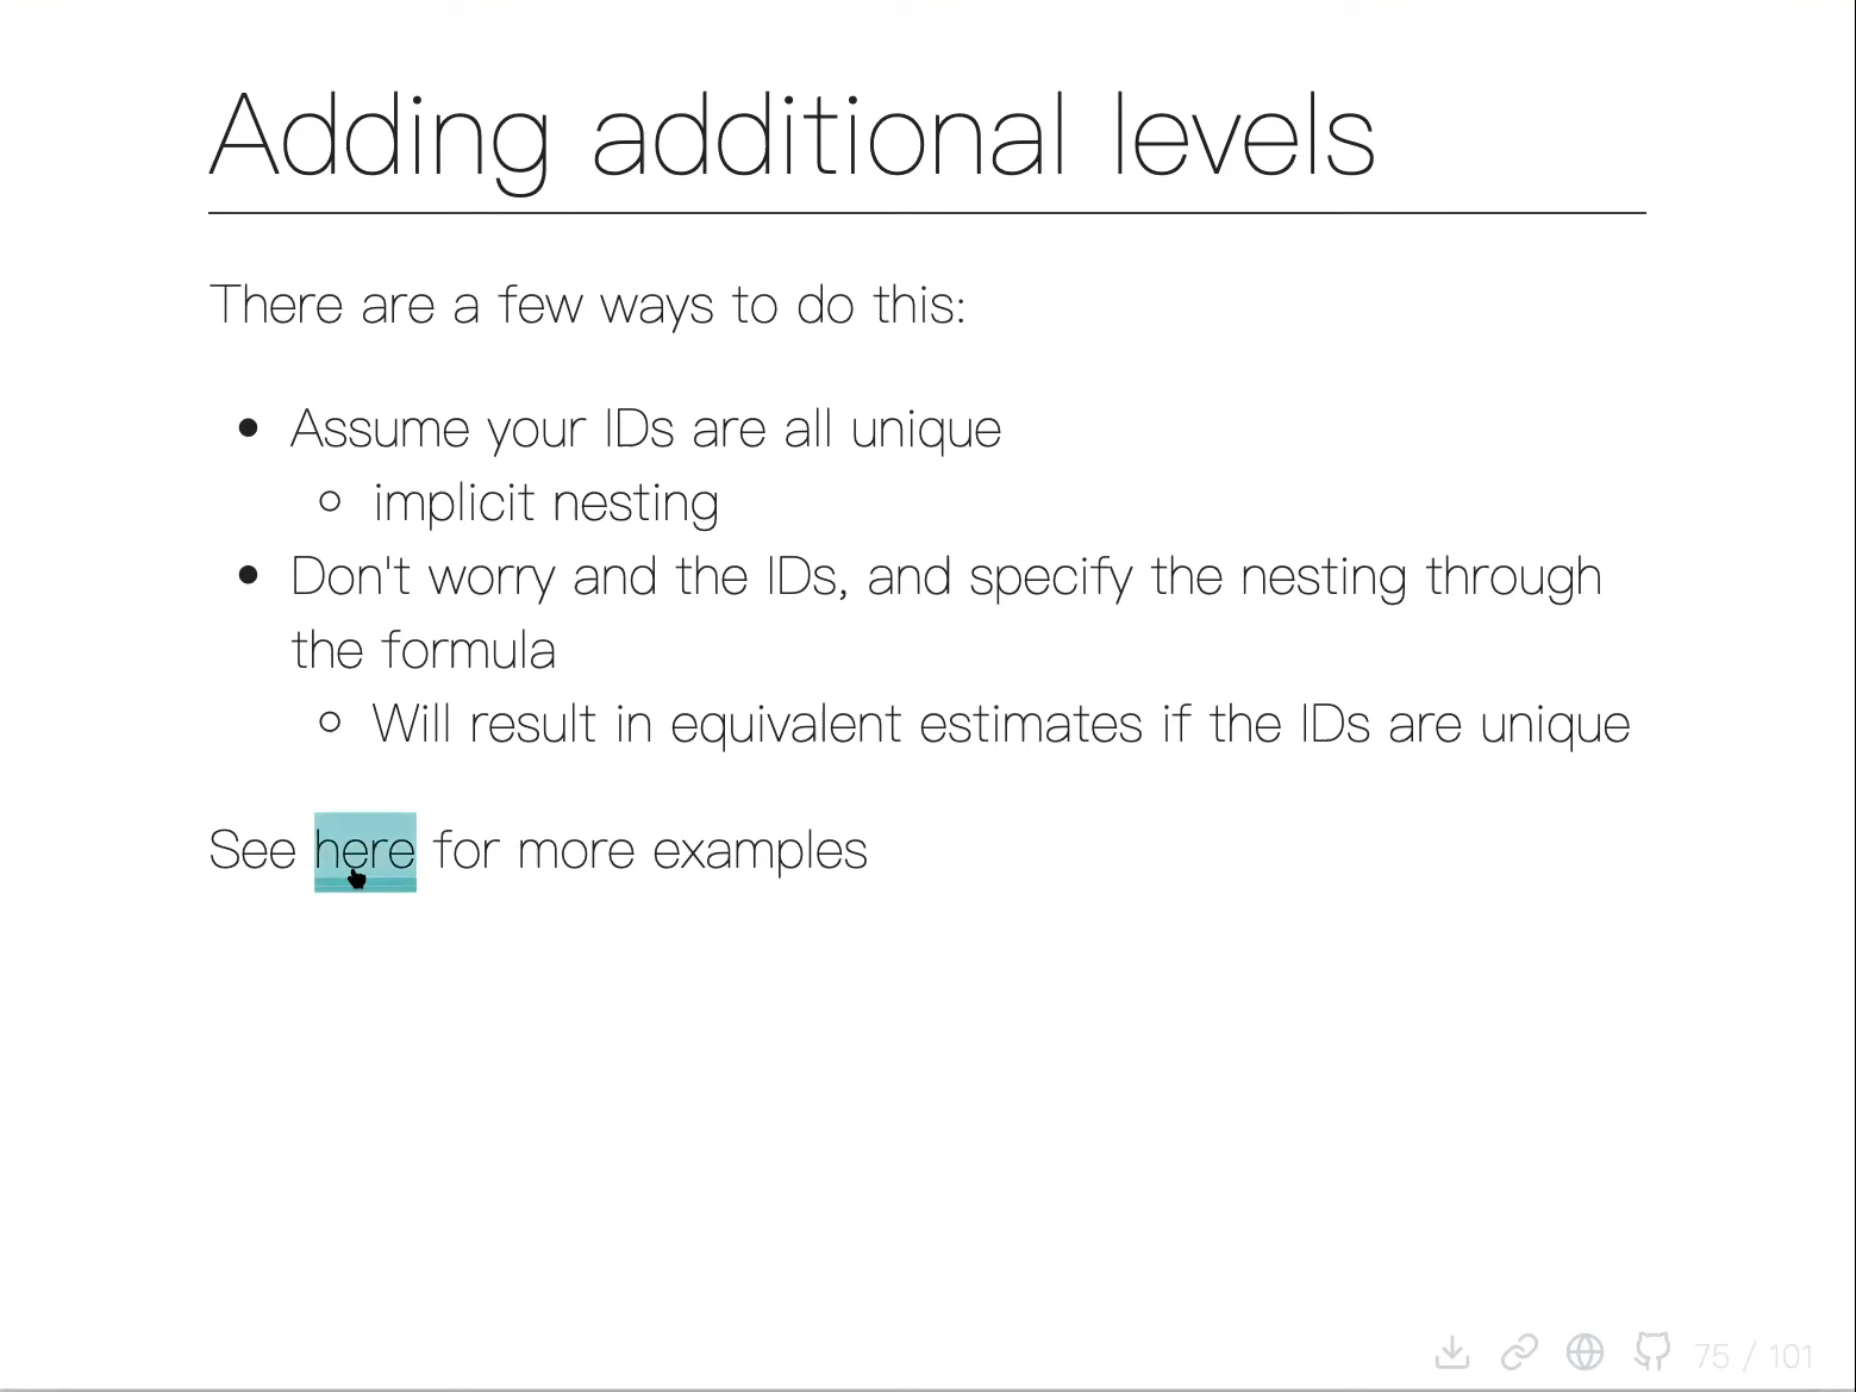 Adding additional levels
There are a few ways to do this:
Assume your IDs are all unique
implicit nesting
Don't worry and the IDs, and specify the nesting through
the formula
Will result in equivalent estimates if the IDs are unique
See here for more examples
75 / 101